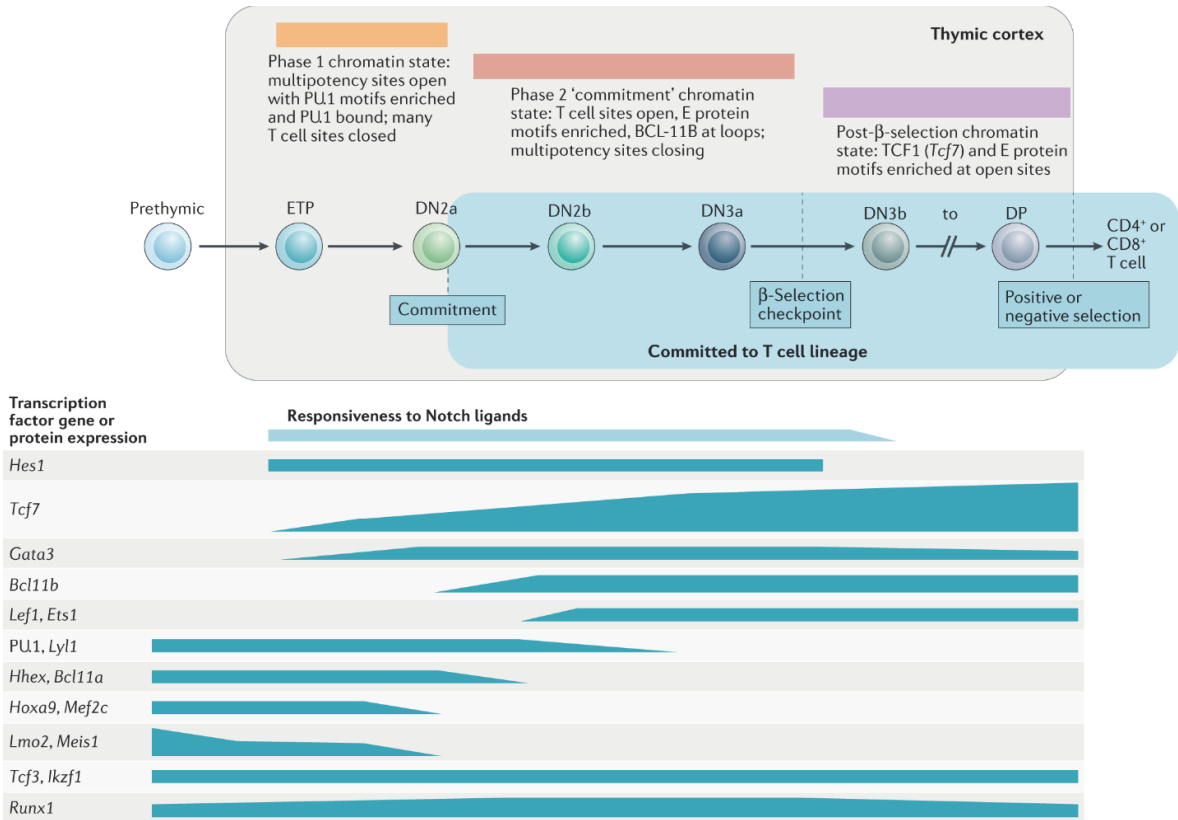 Thymic cortex
Phase 1 chromatin state:
multipotency sites open
with PU.1 motifs enriched
and PU.1 bound; many
T cell sites closed
Phase 2 ‘commitment’ chromatin
state: T cell sites open, E protein
motifs enriched, BCL-11B at loops;
multipotency sites closing
Post-β-selection chromatin
state: TCF1 (Tcf7) and E protein
motifs enriched at open sites
Prethymic
ETP
DN2a
DN2b
DN3a
DN3b
to
DP
CD4⁺ or
CD8⁺
T cell
Commitment
β-Selection
checkpoint
Positive or
negative selection
Committed to T cell lineage
Transcription
factor gene or
protein expression
Responsiveness to Notch ligands
Hes1
Tcf7
Gata3
Bcl11b
Lef1, Ets1
PU.1, Lyl1
Hhex, Bcl11a
Hoxa9, Mef2c
Lmo2, Meis1
Tcf3, Ikzf1
Runx1